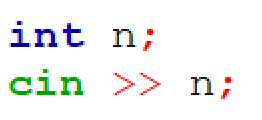 int n;
cin >> n;